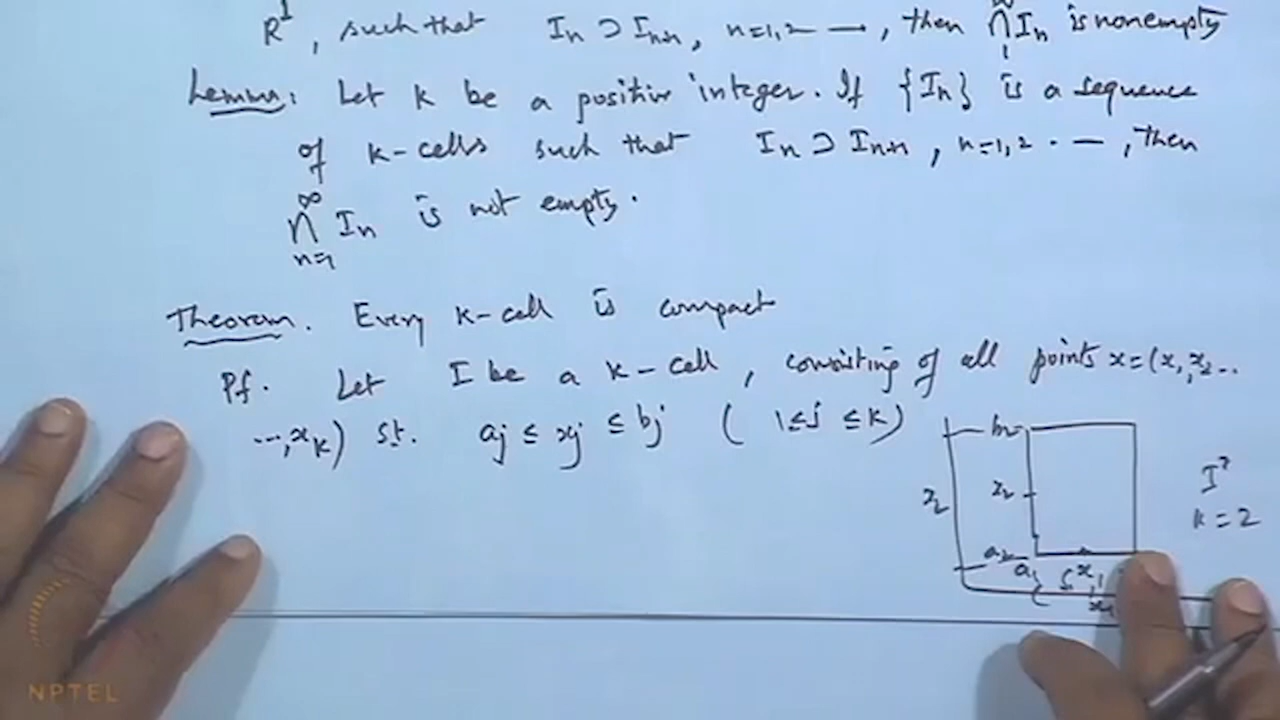 R¹, such that In ⊃ In+1, n=1,2 —, then ∞∩1 In is nonempty
Lemma: Let k be a positive integer. If {In} is a sequence
of k-cells such that In ⊃ In+1, n=1,2 · —, then
∞
∩ In is not empty.
n=1
Theorem. Every k-cell is compact
Pf. Let I be a k-cell, consisting of all points x=(x1,x2..
..,xk) s.t. aj ≤ xj ≤ bj (1≤j≤k)
b2
x2 x2
I?
k=2
a2
a1 x1
x1
NPTEL